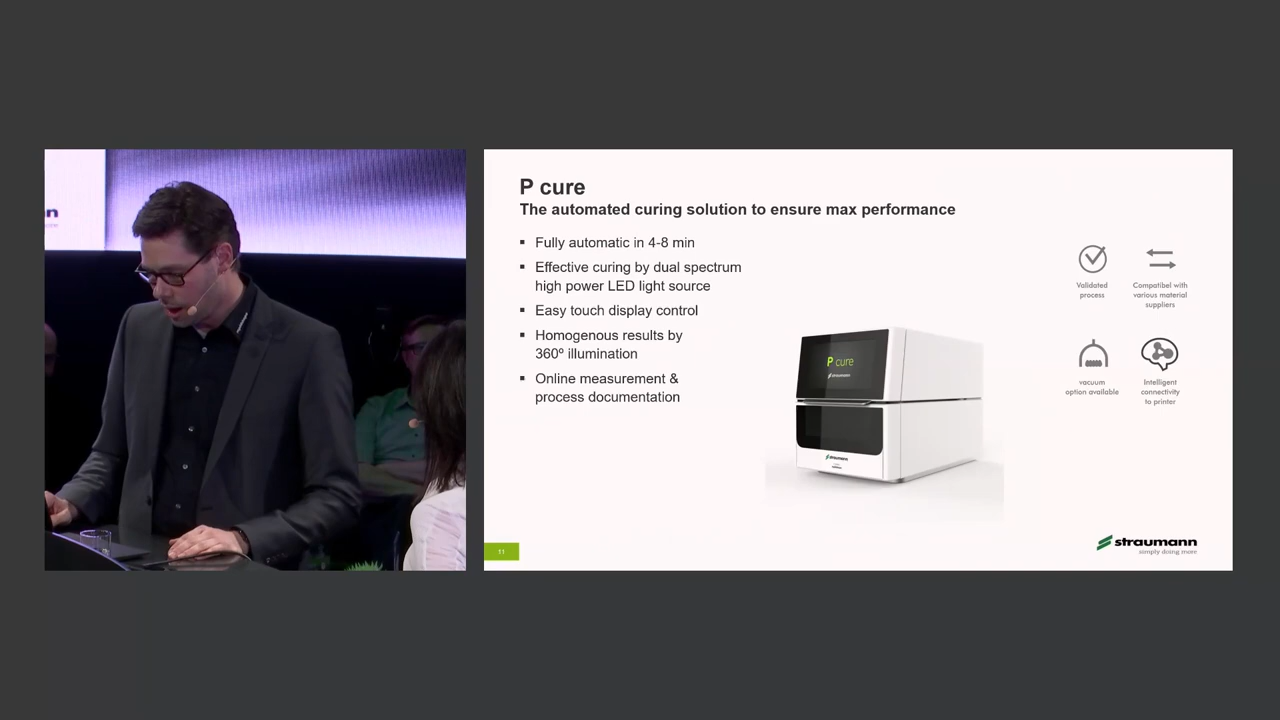 n
P cure
The automated curing solution to ensure max performance
▪ Fully automatic in 4-8 min
▪ Effective curing by dual spectrum
high power LED light source
▪ Easy touch display control
▪ Homogenous results by
360º illumination
▪ Online measurement &
process documentation
Validated
process
Compatibel with
various material
suppliers
vacuum
option available
Intelligent
connectivity
to printer
P cure
straumann
straumann
11
straumann
simply doing more